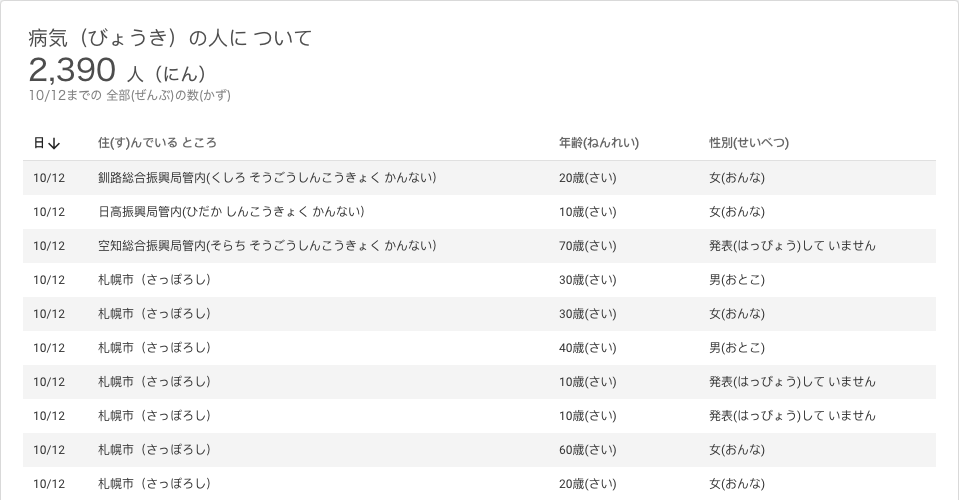 病気（びょうき）の人に ついて
2,390 人（にん）
10/12までの 全部(ぜんぶ)の数(かず)
日↓ 住(す)んでいる ところ 年齢(ねんれい) 性別(せいべつ)
10/12 釧路総合振興局管内(くしろ そうごうしんこうきょく かんない） 20歳(さい) 女(おんな)
10/12 日高振興局管内(ひだか しんこうきょく かんない） 10歳(さい) 女(おんな)
10/12 空知総合振興局管内(そらち そうごうしんこうきょく かんない） 70歳(さい) 発表(はっぴょう)して いません
10/12 札幌市（さっぽろし） 30歳(さい) 男(おとこ)
10/12 札幌市（さっぽろし） 30歳(さい) 女(おんな)
10/12 札幌市（さっぽろし） 40歳(さい) 男(おとこ)
10/12 札幌市（さっぽろし） 10歳(さい) 発表(はっぴょう)して いません
10/12 札幌市（さっぽろし） 10歳(さい) 発表(はっぴょう)して いません
10/12 札幌市（さっぽろし） 60歳(さい) 女(おんな)
10/12 札幌市（さっぽろし） 20歳(さい) 女(おんな)